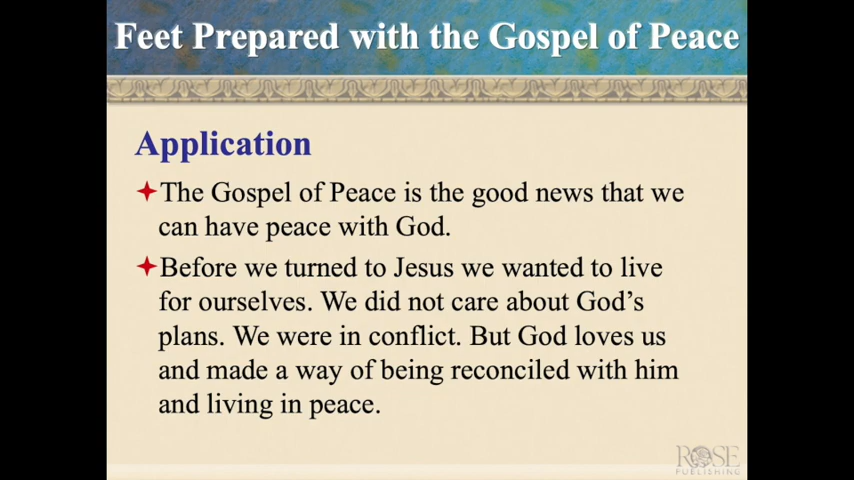 Feet Prepared with the Gospel of Peace
Application
The Gospel of Peace is the good news that we
can have peace with God.
Before we turned to Jesus we wanted to live
for ourselves. We did not care about God’s
plans. We were in conflict. But God loves us
and made a way of being reconciled with him
and living in peace.
ROSE
PUBLISHING